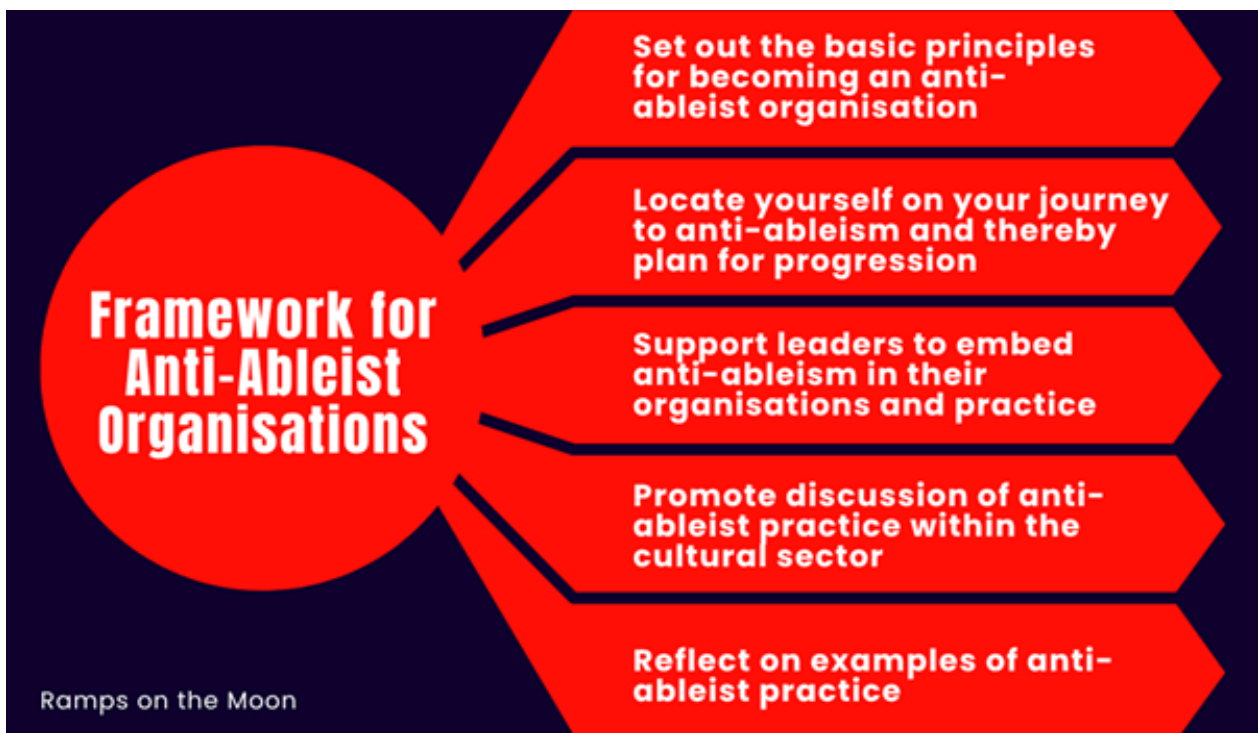 Framework for
Anti-Ableist
Organisations
Set out the basic principles
for becoming an anti-
ableist organisation
Locate yourself on your journey
to anti-ableism and thereby
plan for progression
Support leaders to embed
anti-ableism in their
organisations and practice
Promote discussion of anti-
ableist practice within the
cultural sector
Reflect on examples of anti-
ableist practice
Ramps on the Moon